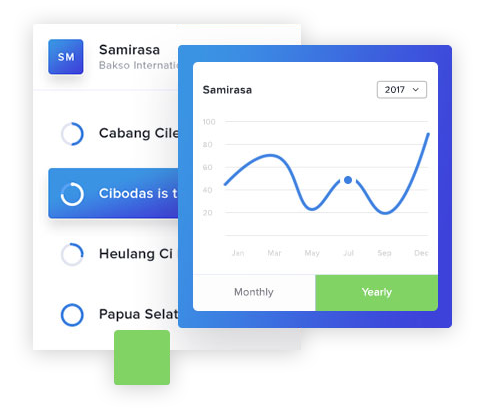 SM
Samirasa
Bakso Internati
Cabang Cile
Cibodas is t
Heulang Ci
Papua Selat
Samirasa
2017
100
80
60
40
20
Jan Mar May Jul Sep Dec
Monthly Yearly